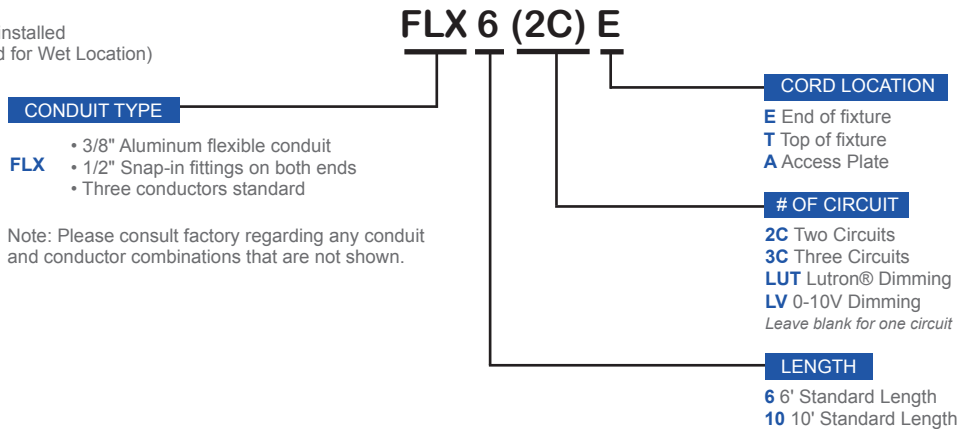 FLX 6 (2C) E
nstalled
d for Wet Location)
CONDUIT TYPE
FLX
• 3/8" Aluminum flexible conduit
• 1/2" Snap-in fittings on both ends
• Three conductors standard
Note: Please consult factory regarding any conduit
and conductor combinations that are not shown.
CORD LOCATION
E End of fixture
T Top of fixture
A Access Plate
# OF CIRCUIT
2C Two Circuits
3C Three Circuits
LUT Lutron® Dimming
LV 0-10V Dimming
Leave blank for one circuit
LENGTH
6 6' Standard Length
10 10' Standard Length